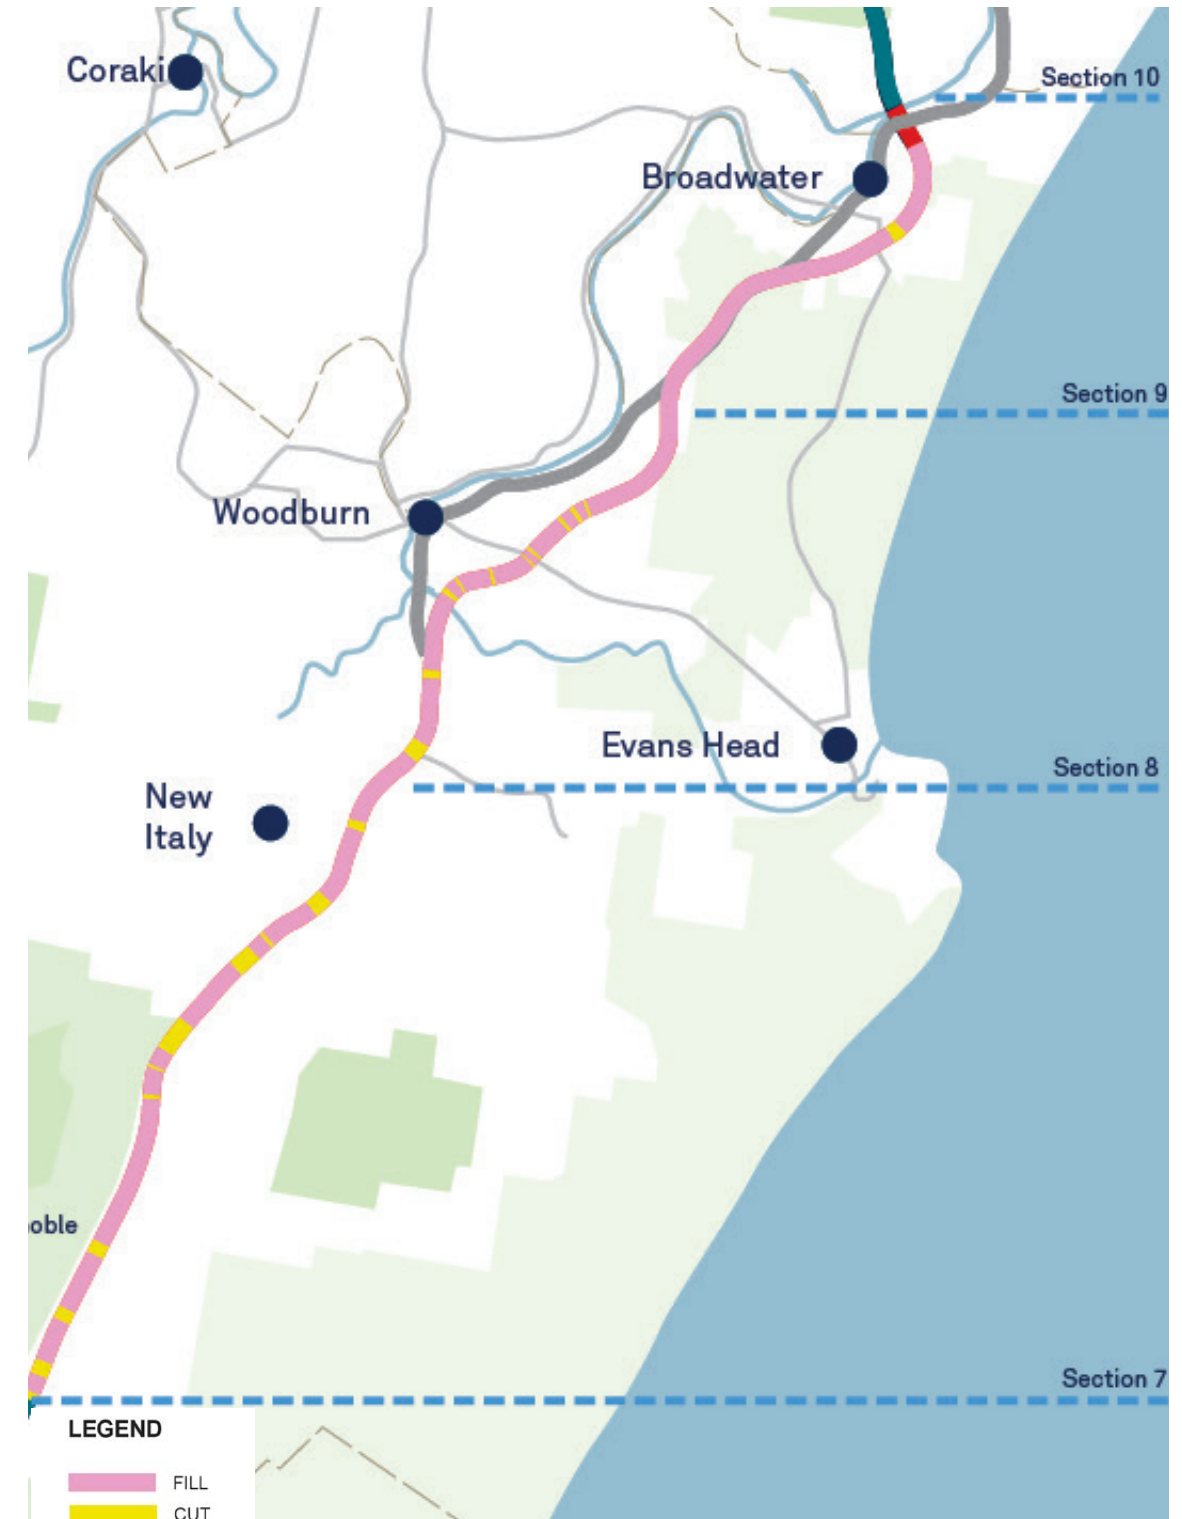 Coraki
Section 10
Broadwater
Section 9
Woodburn
Evans Head
Section 8
New
Italy
oble
Section 7
LEGEND
FILL
CUT